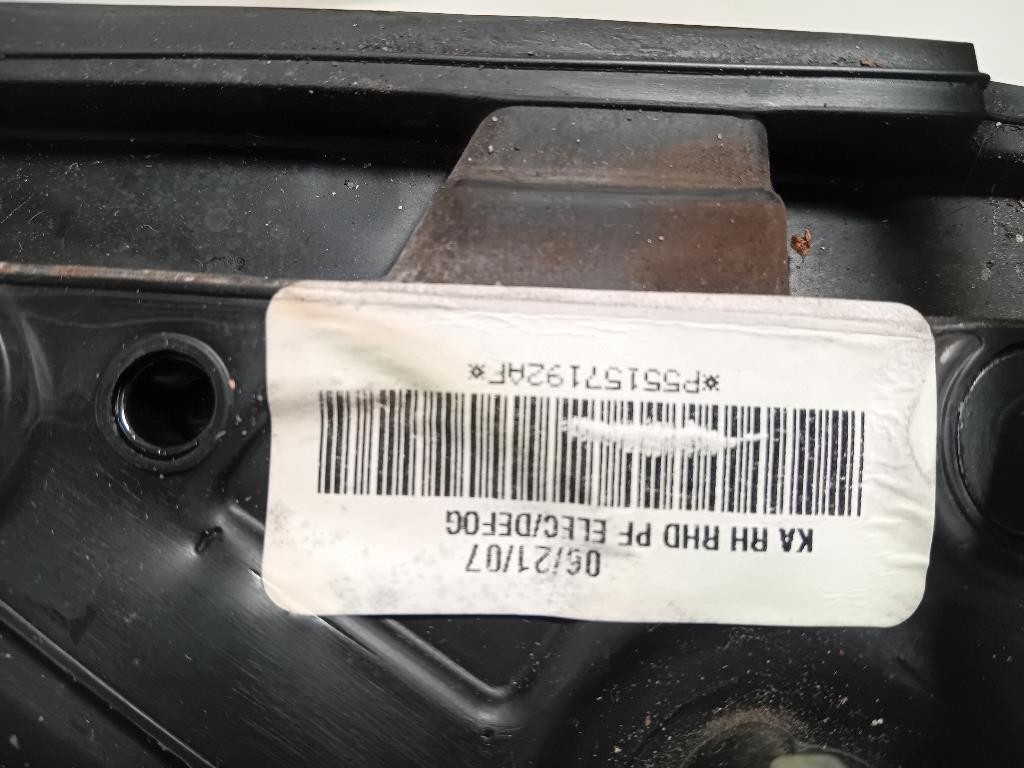 06/21/07
KA RH RHD PF ELEC/DEFOG
*P55157192AF*